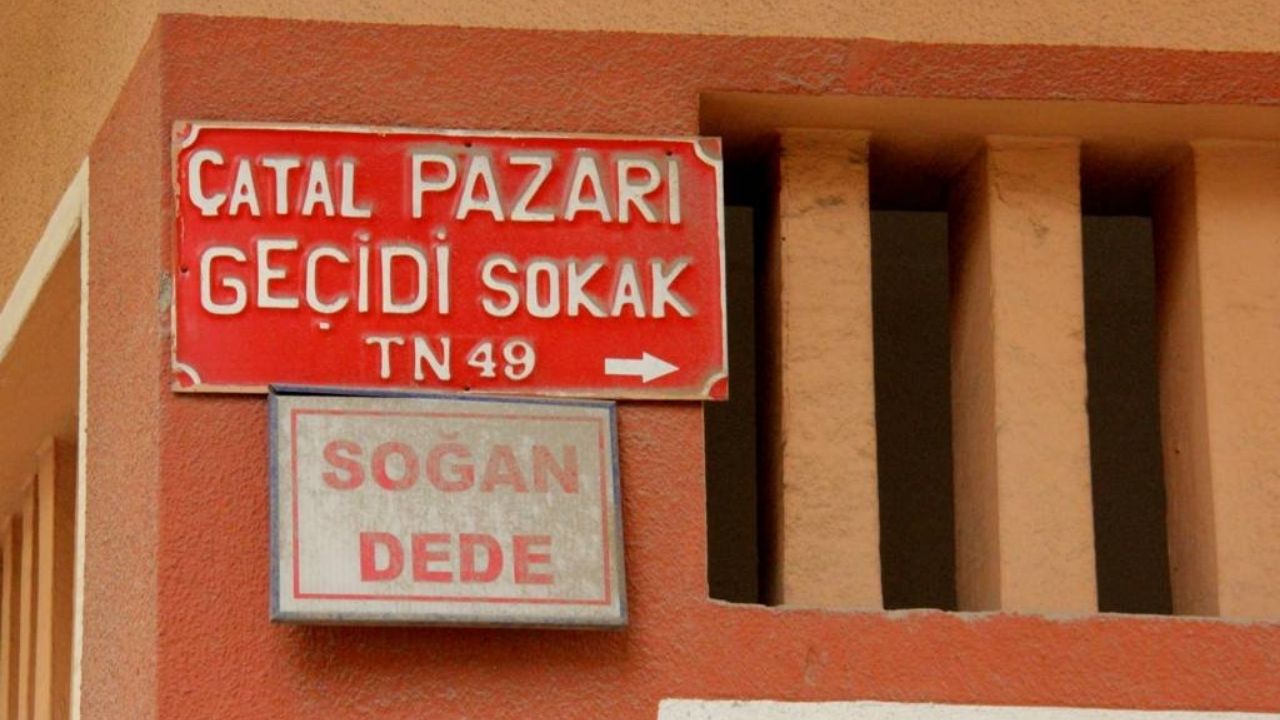 ÇATAL PAZARI
GEÇİDİ SOKAK
TN 49
SOĞAN
DEDE